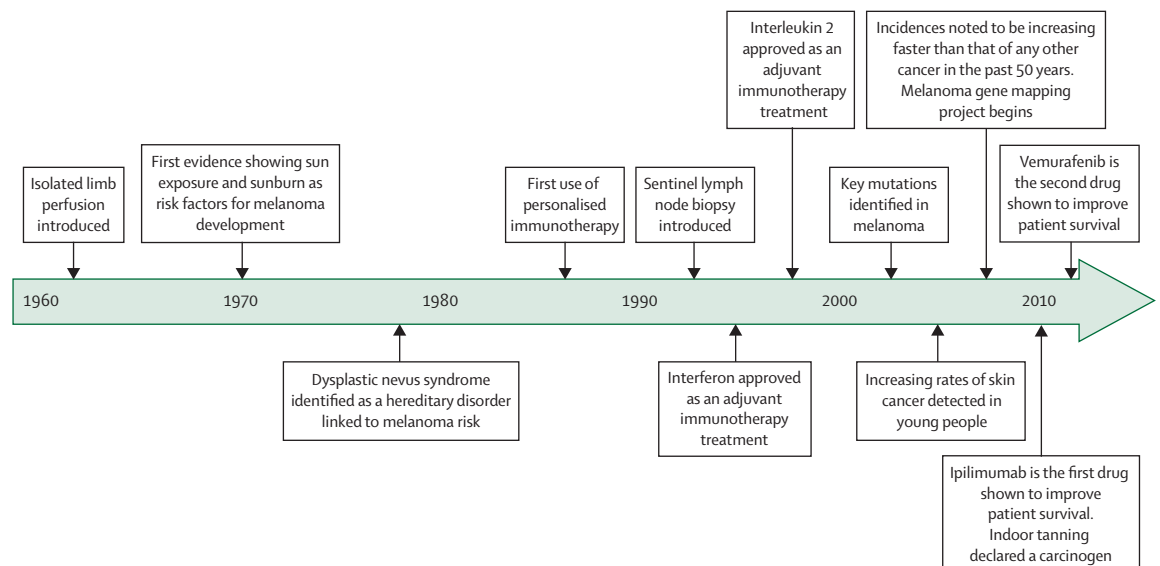 Interleukin 2
approved as an
adjuvant
immunotherapy
treatment
Incidences noted to be increasing
faster than that of any other
cancer in the past 50 years.
Melanoma gene mapping
project begins
Isolated limb
perfusion
introduced
First evidence showing sun
exposure and sunburn as
risk factors for melanoma
development
First use of
personalised
immunotherapy
Sentinel lymph
node biopsy
introduced
Key mutations
identified in
melanoma
Vemurafenib is
the second drug
shown to improve
patient survival
1960
1970
1980
1990
2000
2010
Dysplastic nevus syndrome
identified as a hereditary disorder
linked to melanoma risk
Interferon approved
as an adjuvant
immunotherapy
treatment
Increasing rates of skin
cancer detected in
young people
Ipilimumab is the first drug
shown to improve
patient survival.
Indoor tanning
declared a carcinogen